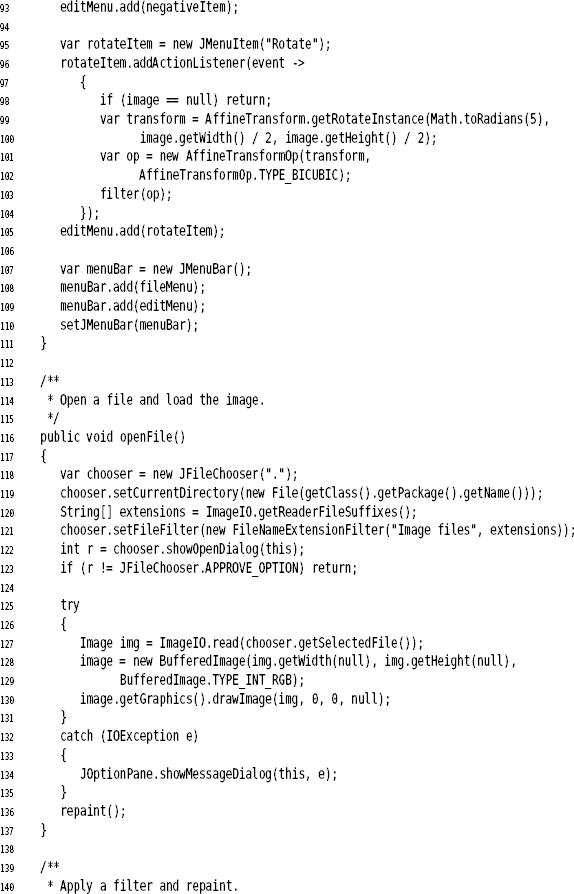 93 editMenu.add(negativeItem);
94
95 var rotateItem = new JMenuItem("Rotate");
96 rotateItem.addActionListener(event ->
97 {
98 if (image == null) return;
99 var transform = AffineTransform.getRotateInstance(Math.toRadians(5),
100 image.getWidth() / 2, image.getHeight() / 2);
101 var op = new AffineTransformOp(transform,
102 AffineTransformOp.TYPE_BICUBIC);
103 filter(op);
104 });
105 editMenu.add(rotateItem);
106
107 var menuBar = new JMenuBar();
108 menuBar.add(fileMenu);
109 menuBar.add(editMenu);
110 setJMenuBar(menuBar);
111 }
112
113 /**
114 * Open a file and load the image.
115 */
116 public void openFile()
117 {
118 var chooser = new JFileChooser(".");
119 chooser.setCurrentDirectory(new File(getClass().getPackage().getName()));
120 String[] extensions = ImageIO.getReaderFileSuffixes();
121 chooser.setFileFilter(new FileNameExtensionFilter("Image files", extensions));
122 int r = chooser.showOpenDialog(this);
123 if (r != JFileChooser.APPROVE_OPTION) return;
124
125 try
126 {
127 Image img = ImageIO.read(chooser.getSelectedFile());
128 image = new BufferedImage(img.getWidth(null), img.getHeight(null),
129 BufferedImage.TYPE_INT_RGB);
130 image.getGraphics().drawImage(img, 0, 0, null);
131 }
132 catch (IOException e)
133 {
134 JOptionPane.showMessageDialog(this, e);
135 }
136 repaint();
137 }
138
139 /**
140 * Apply a filter and repaint.